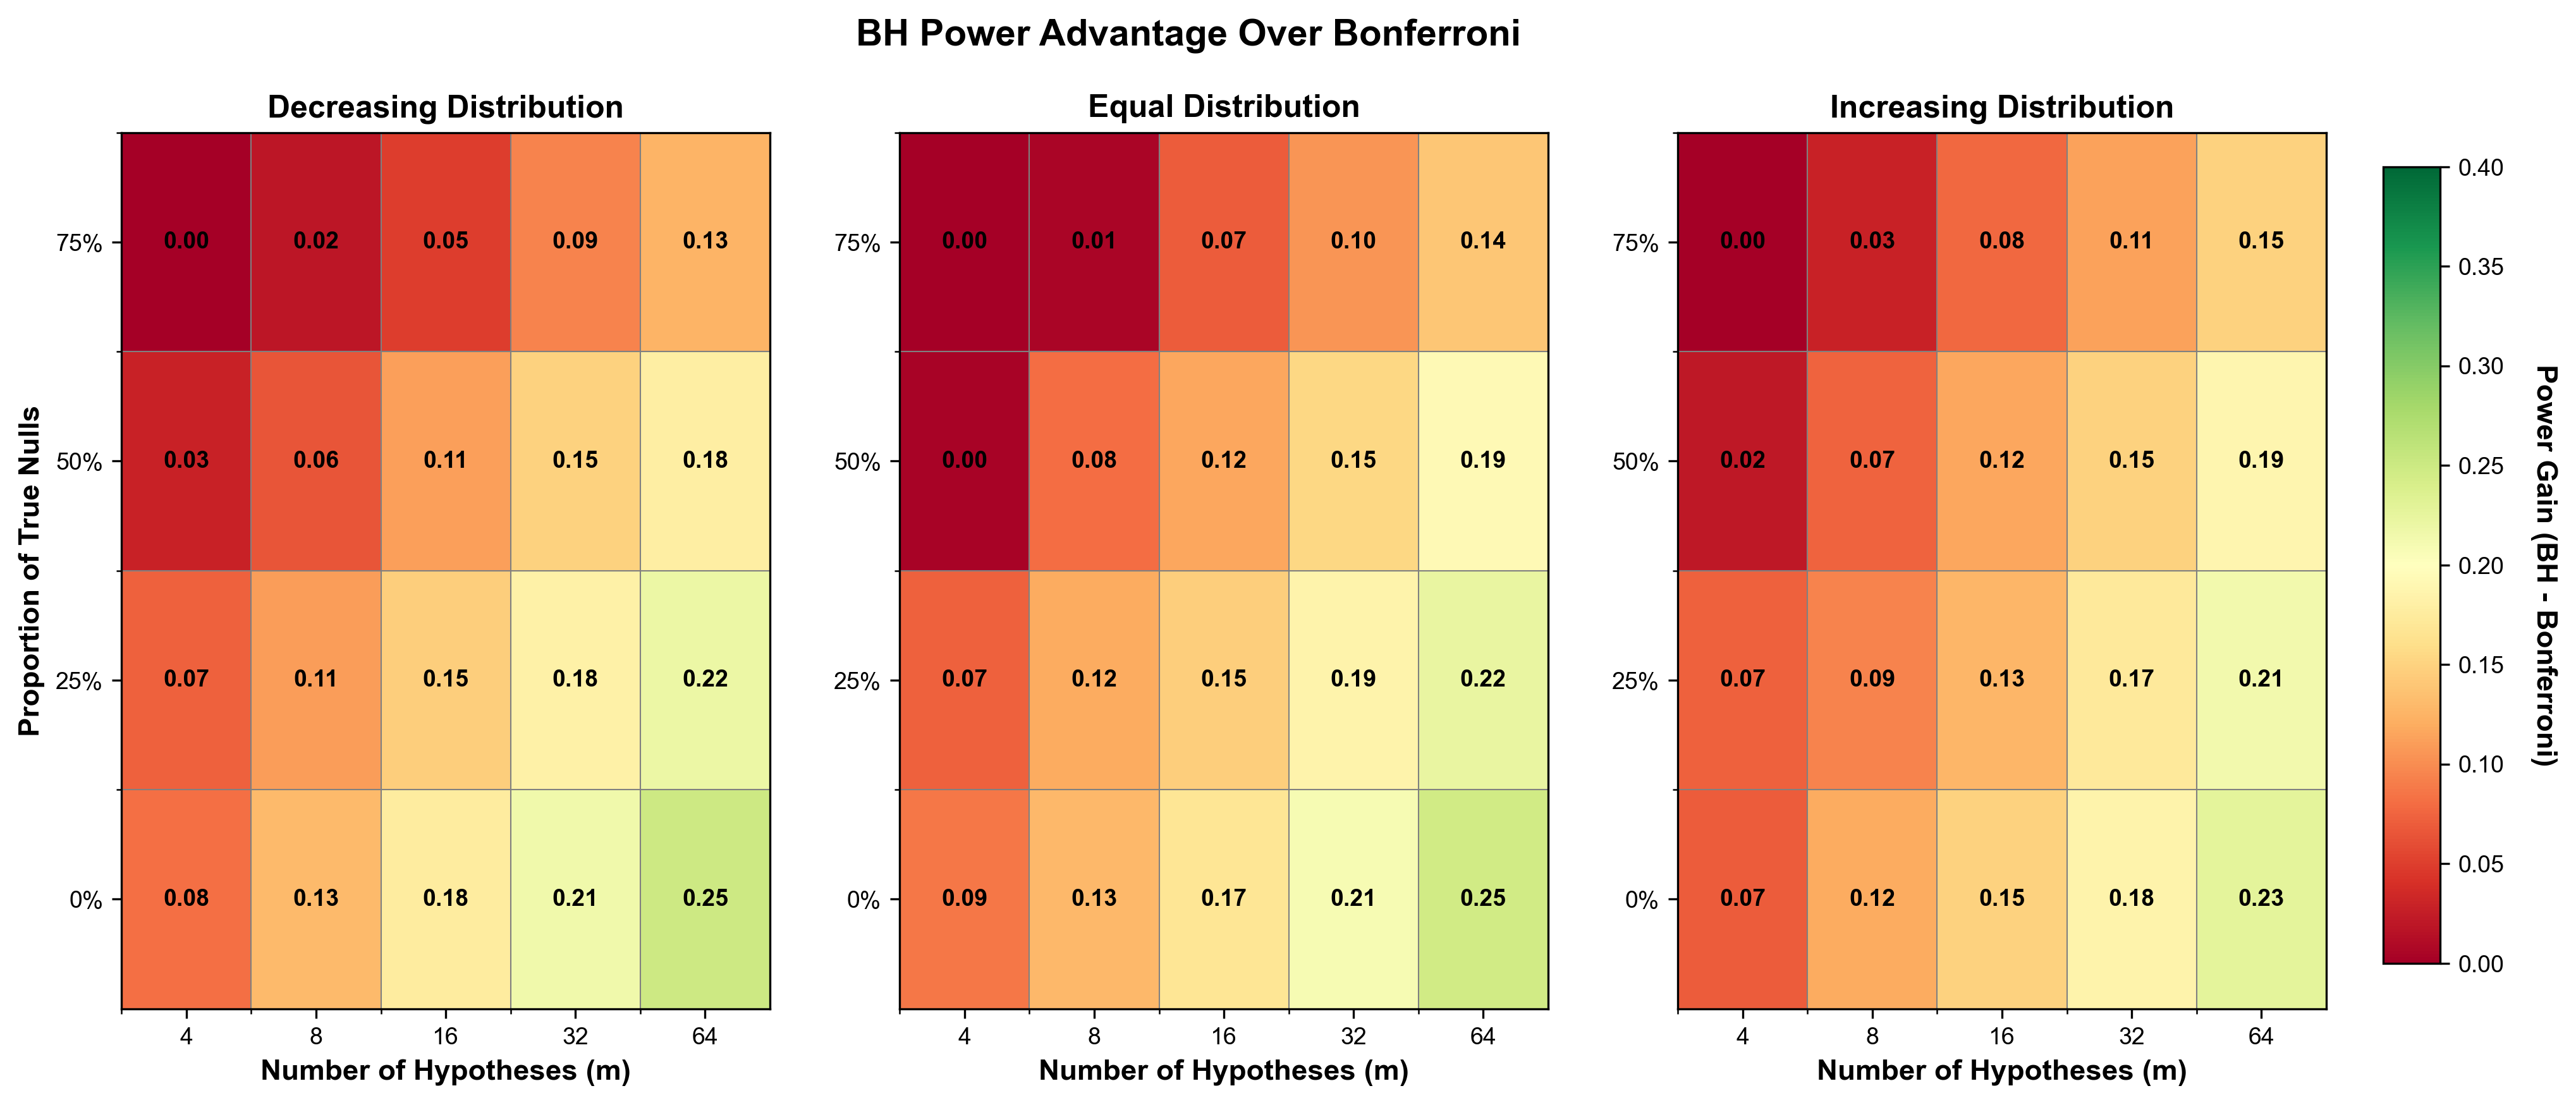 BH Power Advantage Over Bonferroni
Decreasing Distribution
Proportion of True Nulls
75%
0.00 0.02 0.05 0.09 0.13
50%
0.03 0.06 0.11 0.15 0.18
25%
0.07 0.11 0.15 0.18 0.22
0%
0.08 0.13 0.18 0.21 0.25
4 8 16 32 64
Number of Hypotheses (m)
Equal Distribution
75%
0.00 0.01 0.07 0.10 0.14
50%
0.00 0.08 0.12 0.15 0.19
25%
0.07 0.12 0.15 0.19 0.22
0%
0.09 0.13 0.17 0.21 0.25
4 8 16 32 64
Number of Hypotheses (m)
Increasing Distribution
75%
0.00 0.03 0.08 0.11 0.15
50%
0.02 0.07 0.12 0.15 0.19
25%
0.07 0.09 0.13 0.17 0.21
0%
0.07 0.12 0.15 0.18 0.23
4 8 16 32 64
Number of Hypotheses (m)
0.40
0.35
0.30
0.25
0.20
0.15
0.10
0.05
0.00
Power Gain (BH - Bonferroni)